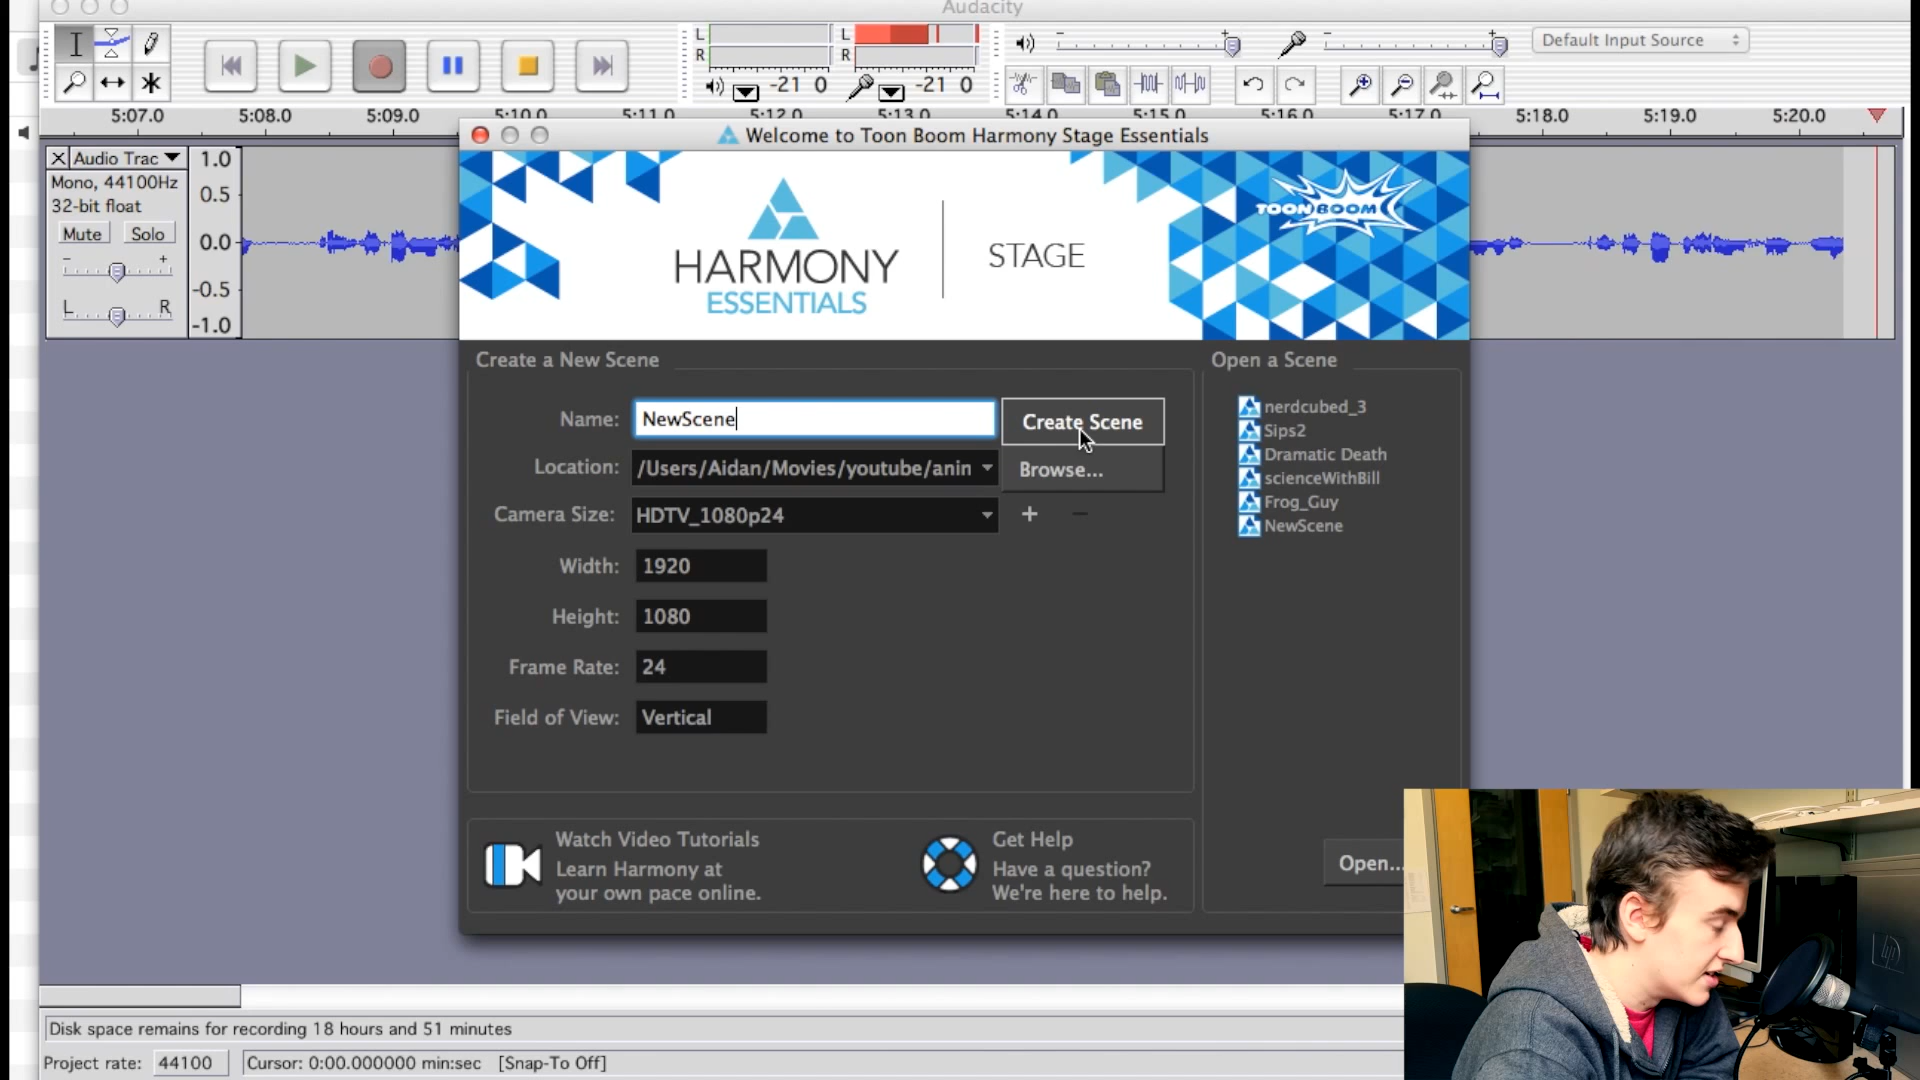 Audacity
L
R
-21 0
L
R
-21 0
Default Input Source
5:07.0 5:08.0 5:09.0 5:10.0 5:11.0 5:12.0 5:13.0 5:14.0 5:15.0 5:16.0 5:17.0 5:18.0 5:19.0 5:20.0
Audio Trac
Mono, 44100Hz
32-bit float
Mute Solo
- +
L R
1.0
0.5
0.0
-0.5
-1.0
Welcome to Toon Boom Harmony Stage Essentials
HARMONY
ESSENTIALS
STAGE
TOONBOOM
Create a New Scene
Name: NewScene
Create Scene
Location: /Users/Aidan/Movies/youtube/anin
Browse...
Camera Size: HDTV_1080p24
+ -
Width: 1920
Height: 1080
Frame Rate: 24
Field of View: Vertical
Open a Scene
nerdcubed_3
Sips2
Dramatic Death
scienceWithBill
Frog_Guy
NewScene
Open...
Watch Video Tutorials
Learn Harmony at
your own pace online.
Get Help
Have a question?
We're here to help.
hp
Disk space remains for recording 18 hours and 51 minutes
Project rate: 44100
Cursor: 0:00.000000 min:sec [Snap-To Off]